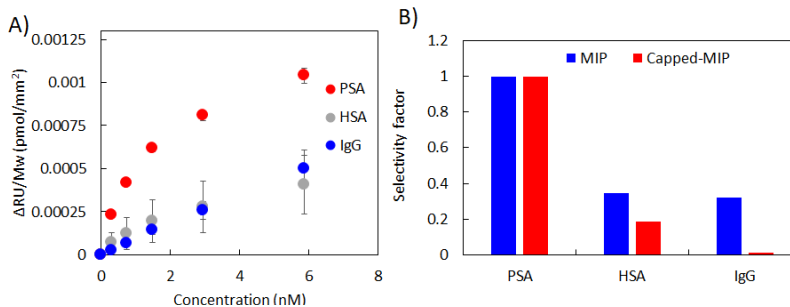 A)
ΔRU/Mw (pmol/mm²)
0.00125
0.001
0.00075
0.0005
0.00025
0
PSA
HSA
IgG
0 2 4 6 8
Concentration (nM)
B)
Selectivity factor
1.2
1
0.8
0.6
0.4
0.2
0
MIP Capped-MIP
PSA HSA IgG